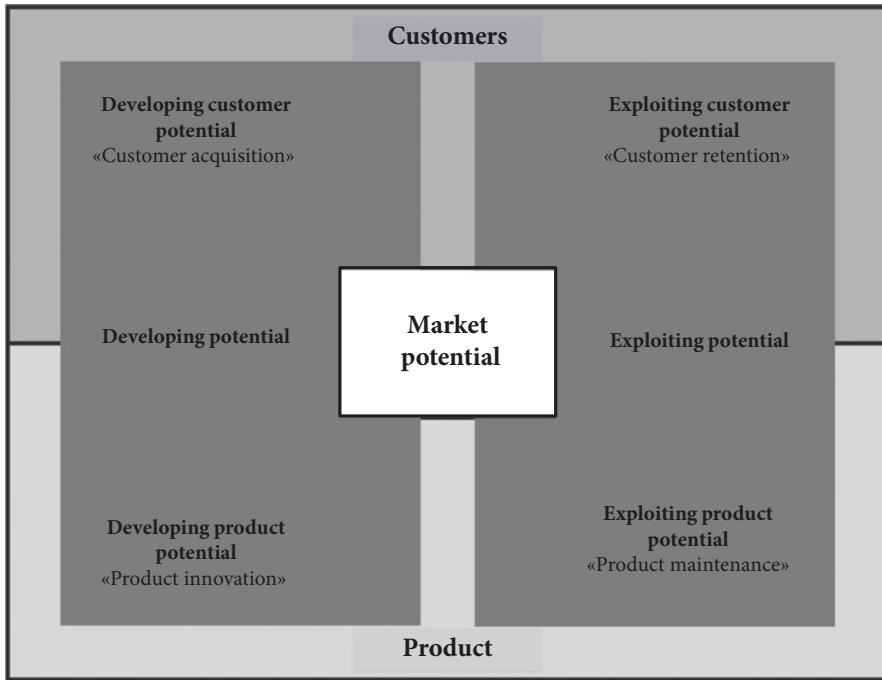 Customers
Developing customer
potential
«Customer acquisition»
Exploiting customer
potential
«Customer retention»
Developing potential
Market
potential
Exploiting potential
Developing product
potential
«Product innovation»
Exploiting product
potential
«Product maintenance»
Product